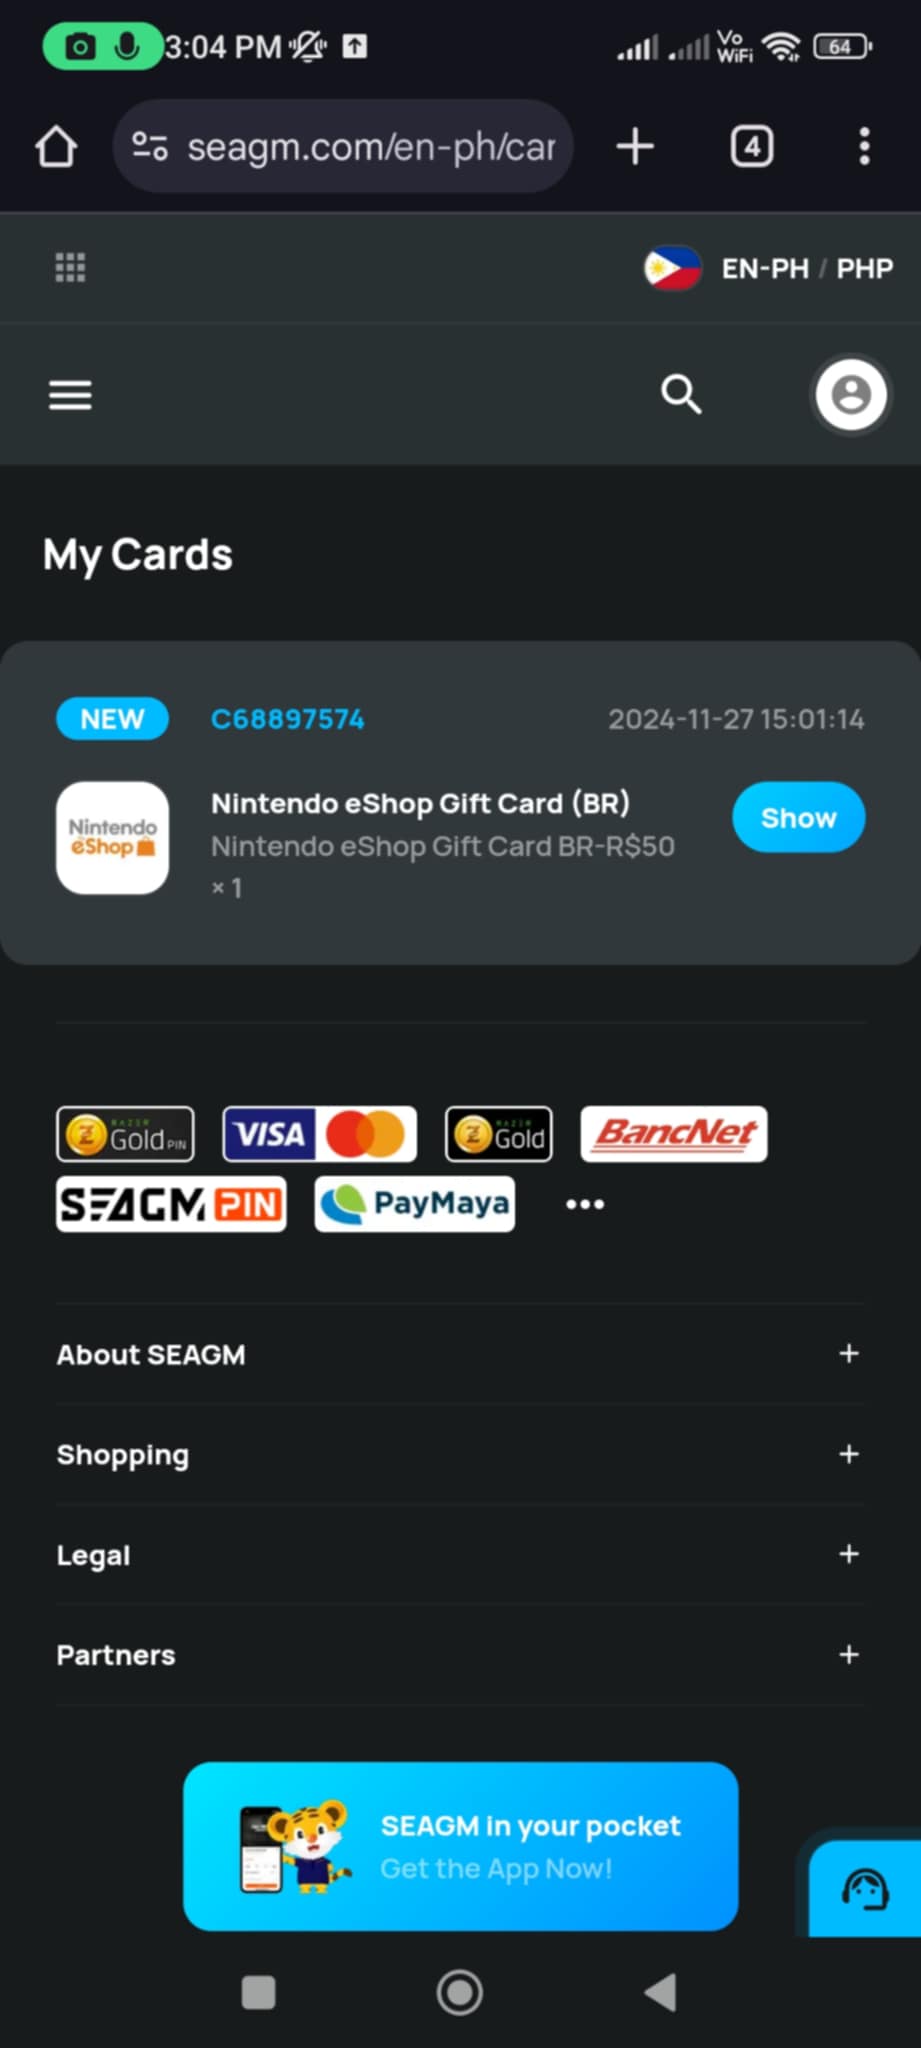 3:04 PM
Vo
WiFi
64
seagm.com/en-ph/car
4
EN-PH / PHP
My Cards
NEW
C68897574
2024-11-27 15:01:14
Nintendo
eShop
Nintendo eShop Gift Card (BR)
Nintendo eShop Gift Card BR-R$50
× 1
Show
RAZER
Gold PIN
VISA
RAZER
Gold
BancNet
SEAGM PIN
PayMaya
•••
About SEAGM
+
Shopping
+
Legal
+
Partners
+
SEAGM in your pocket
Get the App Now!